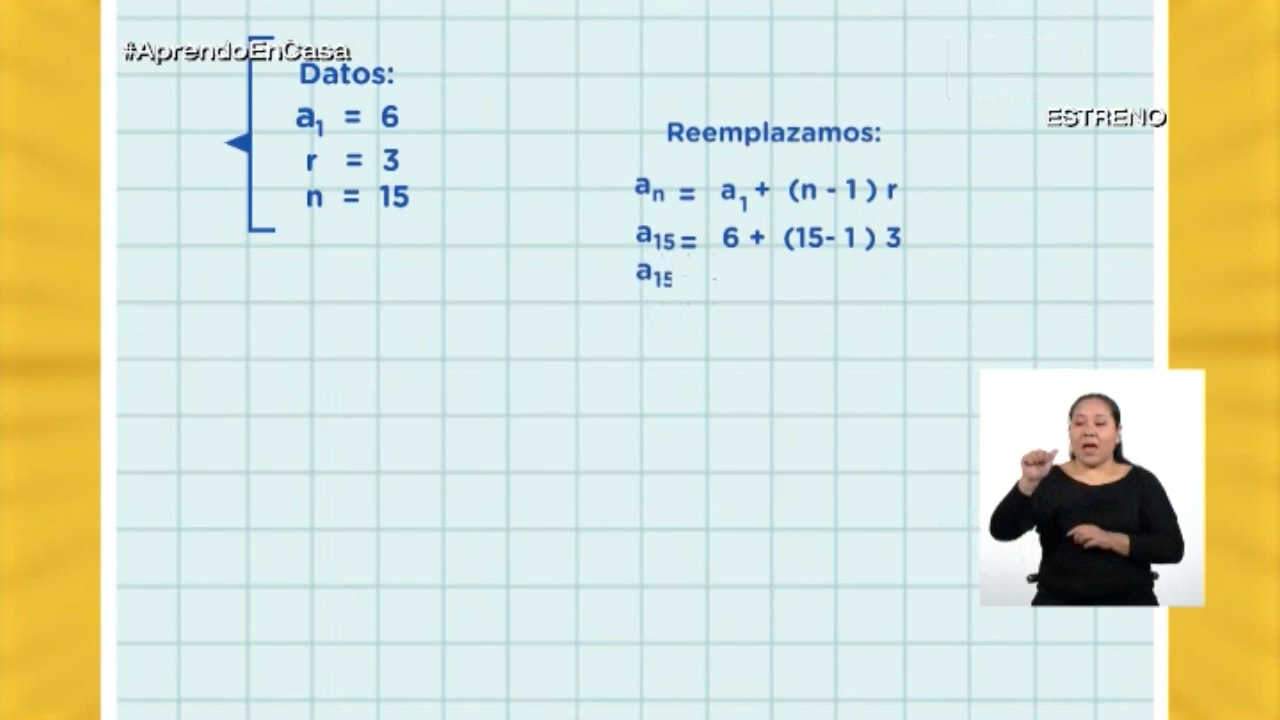 #AprendoEnCasa
Datos:
a₁ = 6
r = 3
n = 15
ESTRENO
Reemplazamos:
aₙ = a₁ + (n - 1 ) r
a₁₅ = 6 + (15- 1 ) 3
a₁₅